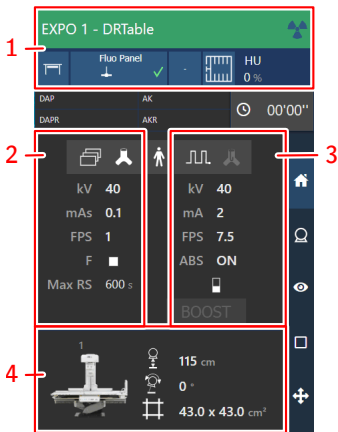 EXPO 1 - DRTable
1
Fluo Panel
-
HU
0 %
DAP
AK
DAPR
AKR
00'00''
2
3
kV 40
mAs 0.1
FPS 1
F
Max RS 600 s
kV 40
mA 2
FPS 7.5
ABS ON
BOOST
4
1
115 cm
0 °
43.0 x 43.0 cm²